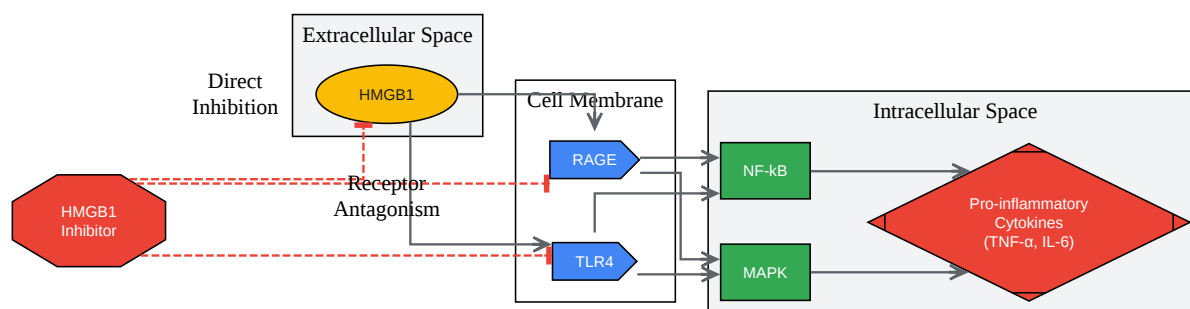 Extracellular Space
HMGB1
Direct
Inhibition
Cell Membrane
Intracellular Space
RAGE
NF-kB
Receptor
Antagonism
HMGB1
Inhibitor
Pro-inflammatory
Cytokines
(TNF-α, IL-6)
TLR4
MAPK